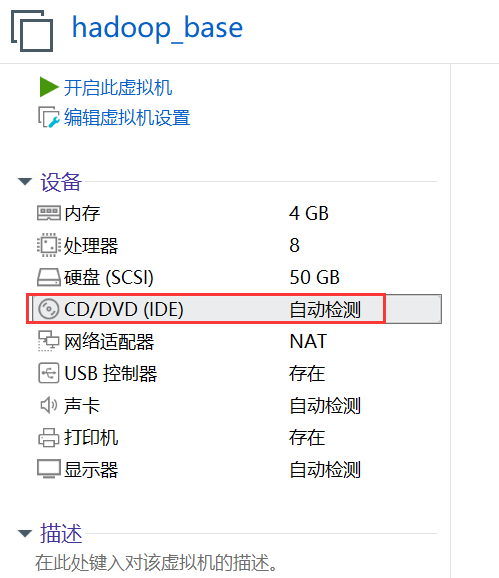 hadoop_base
开启此虚拟机
编辑虚拟机设置
设备
内存 4 GB
处理器 8
硬盘 (SCSI) 50 GB
CD/DVD (IDE) 自动检测
网络适配器 NAT
USB 控制器 存在
声卡 自动检测
打印机 存在
显示器 自动检测
描述
在此处键入对该虚拟机的描述。